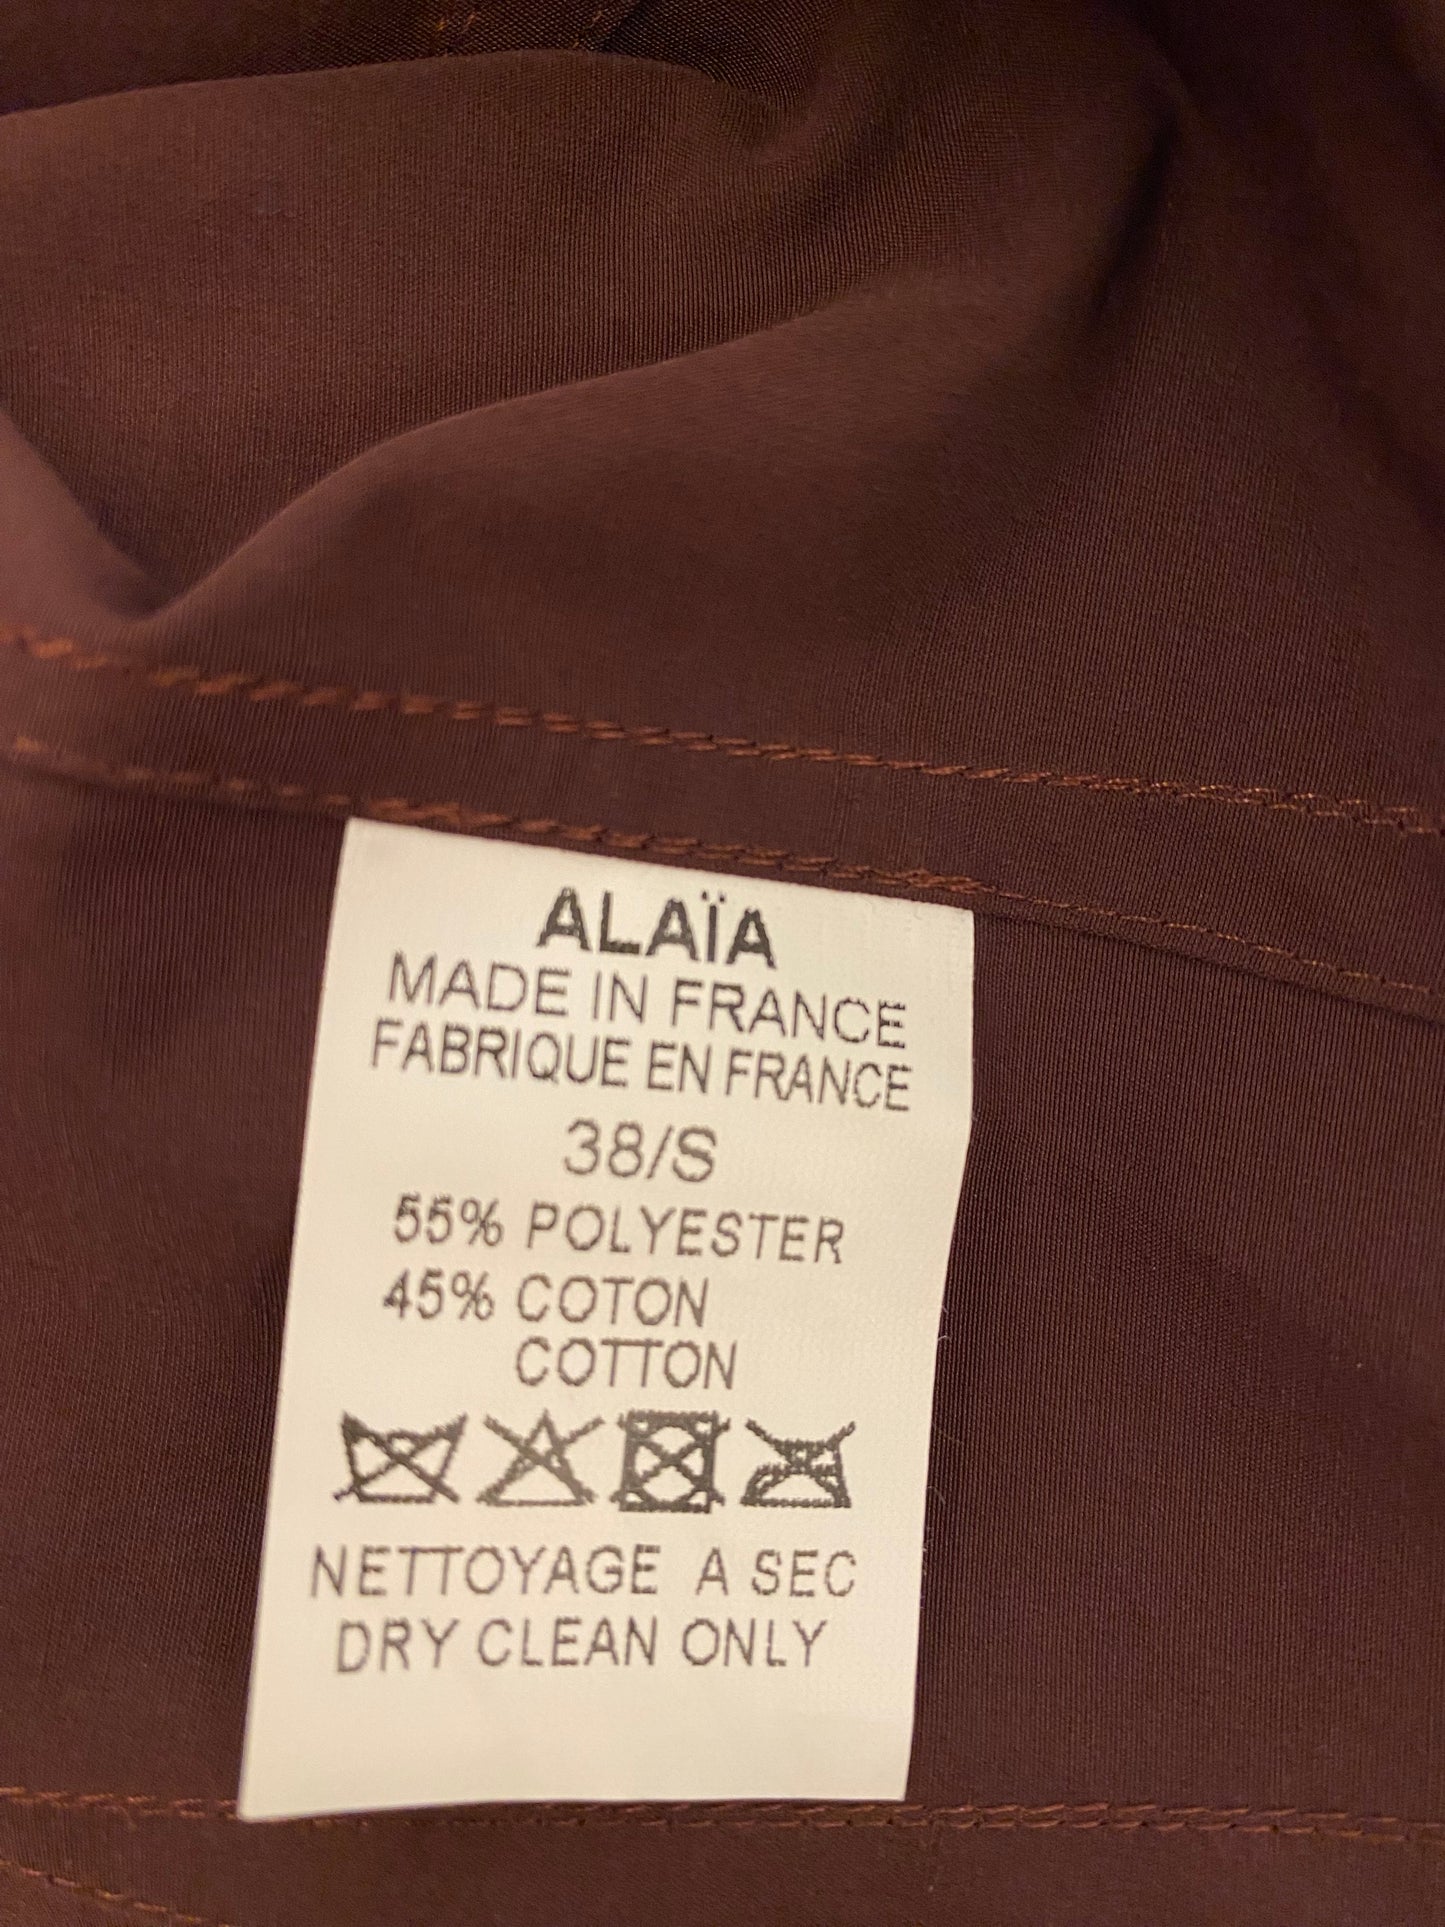 ALAÏA
MADE IN FRANCE
FABRIQUE EN FRANCE
38/S
55% POLYESTER
45% COTON
COTTON
NETTOYAGE A SEC
DRY CLEAN ONLY